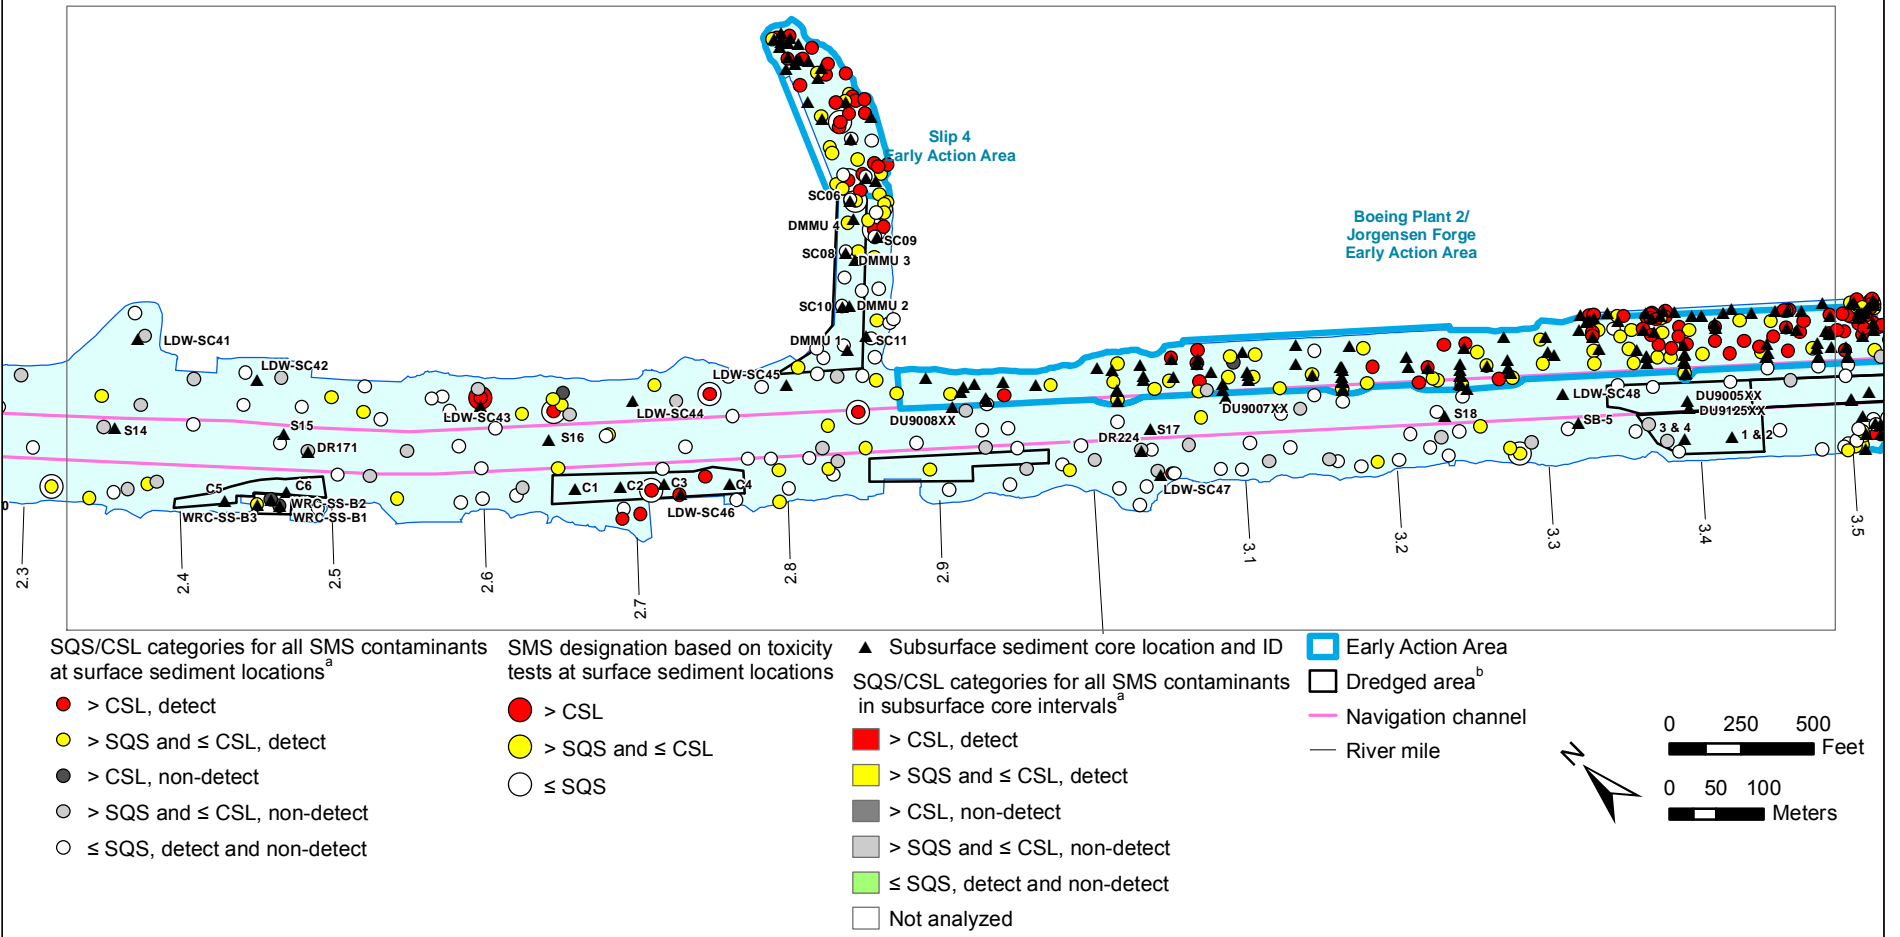 Slip 4
Early Action Area
Boeing Plant 2/
Jorgensen Forge
Early Action Area
SC06
DMMU 4
SC09
SC08
DMMU 3
SC10
DMMU 2
DMMU 1
SC11
LDW-SC41
LDW-SC42
LDW-SC45
LDW-SC43
LDW-SC44
S14
S15
DR171
S16
DU9008XX
DU9007XX
DR224
S17
S18
LDW-SC48
DU9005XX
DU9125XX
SB-5
3 & 4
1 & 2
C5
C6
WRC-SS-B2
WRC-SS-B3
WRC-SS-B1
C1
C2
C3
C4
LDW-SC46
LDW-SC47
0
2.3
2.4
2.5
2.6
2.7
2.8
2.9
3.1
3.2
3.3
3.4
3.5
SQS/CSL categories for all SMS contaminants
at surface sediment locations a
> CSL, detect
> SQS and ≤ CSL, detect
> CSL, non-detect
> SQS and ≤ CSL, non-detect
≤ SQS, detect and non-detect
SMS designation based on toxicity
tests at surface sediment locations
> CSL
> SQS and ≤ CSL
≤ SQS
Subsurface sediment core location and ID
SQS/CSL categories for all SMS contaminants
in subsurface core intervals a
> CSL, detect
> SQS and ≤ CSL, detect
> CSL, non-detect
> SQS and ≤ CSL, non-detect
≤ SQS, detect and non-detect
Not analyzed
Early Action Area
Dredged area b
Navigation channel
River mile
N
0 250 500
Feet
0 50 100
Meters